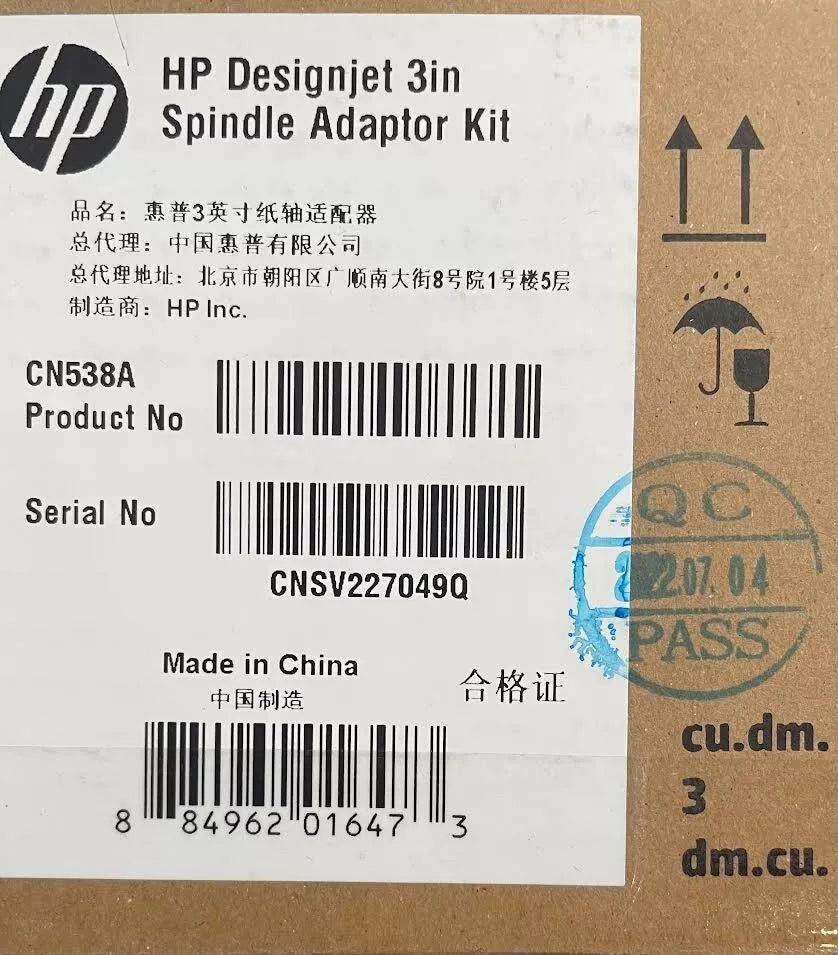 hp
HP Designjet 3in
Spindle Adaptor Kit
品名：惠普3英寸纸轴适配器
总代理：中国惠普有限公司
总代理地址：北京市朝阳区广顺南大街8号院1号楼5层
制造商：HP Inc.
CN538A
Product No
Serial No
CNSV227049Q
Made in China
中国制造
合格证
8 84962 01647 3
QC
2022.07.04
PASS
cu.dm.
3
dm.cu.